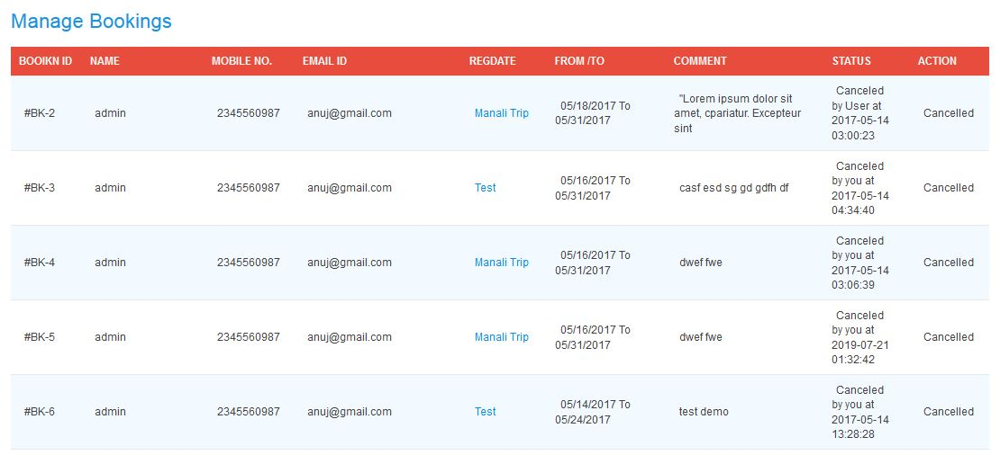 Manage Bookings
BOOIKN ID NAME MOBILE NO. EMAIL ID REGDATE FROM /TO COMMENT STATUS ACTION
#BK-2 admin 2345560987 anuj@gmail.com Manali Trip 05/18/2017 To
05/31/2017
"Lorem ipsum dolor sit
amet, cpariatur. Excepteur
sint
Canceled
by User at
2017-05-14
03:00:23
Cancelled
#BK-3 admin 2345560987 anuj@gmail.com Test 05/16/2017 To
05/31/2017
casf esd sg gd gdfh df
Canceled
by you at
2017-05-14
04:34:40
Cancelled
#BK-4 admin 2345560987 anuj@gmail.com Manali Trip 05/16/2017 To
05/31/2017
dwef fwe
Canceled
by you at
2017-05-14
03:06:39
Cancelled
#BK-5 admin 2345560987 anuj@gmail.com Manali Trip 05/16/2017 To
05/31/2017
dwef fwe
Canceled
by you at
2019-07-21
01:32:42
Cancelled
#BK-6 admin 2345560987 anuj@gmail.com Test 05/14/2017 To
05/24/2017
test demo
Canceled
by you at
2017-05-14
13:28:28
Cancelled